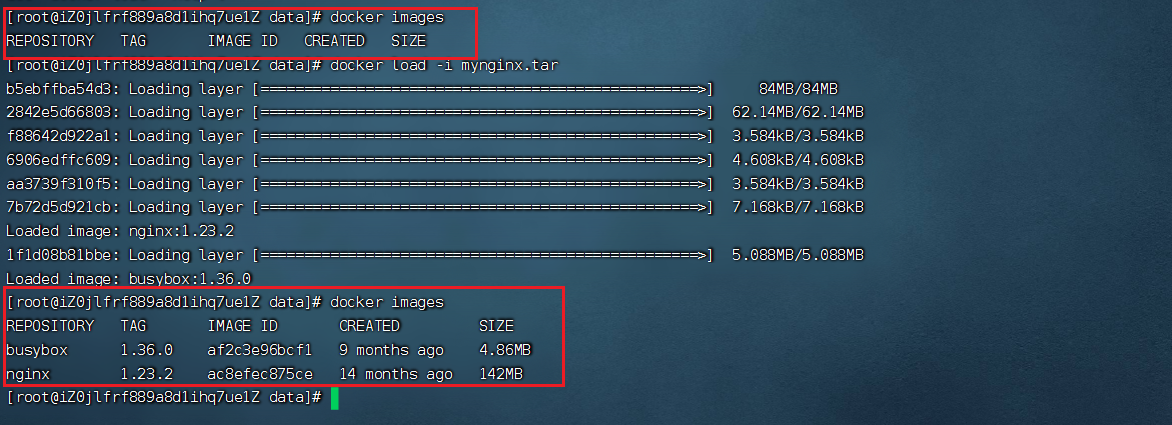 [root@iZ0jlfrf889a8d1ihq7ue1Z data]# docker images
REPOSITORY   TAG       IMAGE ID   CREATED   SIZE
[root@iZ0jlfrf889a8d1ihq7ue1Z data]# docker load -i mynginx.tar
b5ebffba54d3: Loading layer [==================================================>]     84MB/84MB
2842e5d66803: Loading layer [==================================================>]  62.14MB/62.14MB
f88642d922a1: Loading layer [==================================================>]  3.584kB/3.584kB
6906edffc609: Loading layer [==================================================>]  4.608kB/4.608kB
aa3739f310f5: Loading layer [==================================================>]  3.584kB/3.584kB
7b72d5d921cb: Loading layer [==================================================>]  7.168kB/7.168kB
Loaded image: nginx:1.23.2
1f1d08b81bbe: Loading layer [==================================================>]  5.088MB/5.088MB
Loaded image: busybox:1.36.0
[root@iZ0jlfrf889a8d1ihq7ue1Z data]# docker images
REPOSITORY   TAG       IMAGE ID       CREATED         SIZE
busybox      1.36.0    af2c3e96bcf1   9 months ago    4.86MB
nginx        1.23.2    ac8efec875ce   14 months ago   142MB
[root@iZ0jlfrf889a8d1ihq7ue1Z data]#